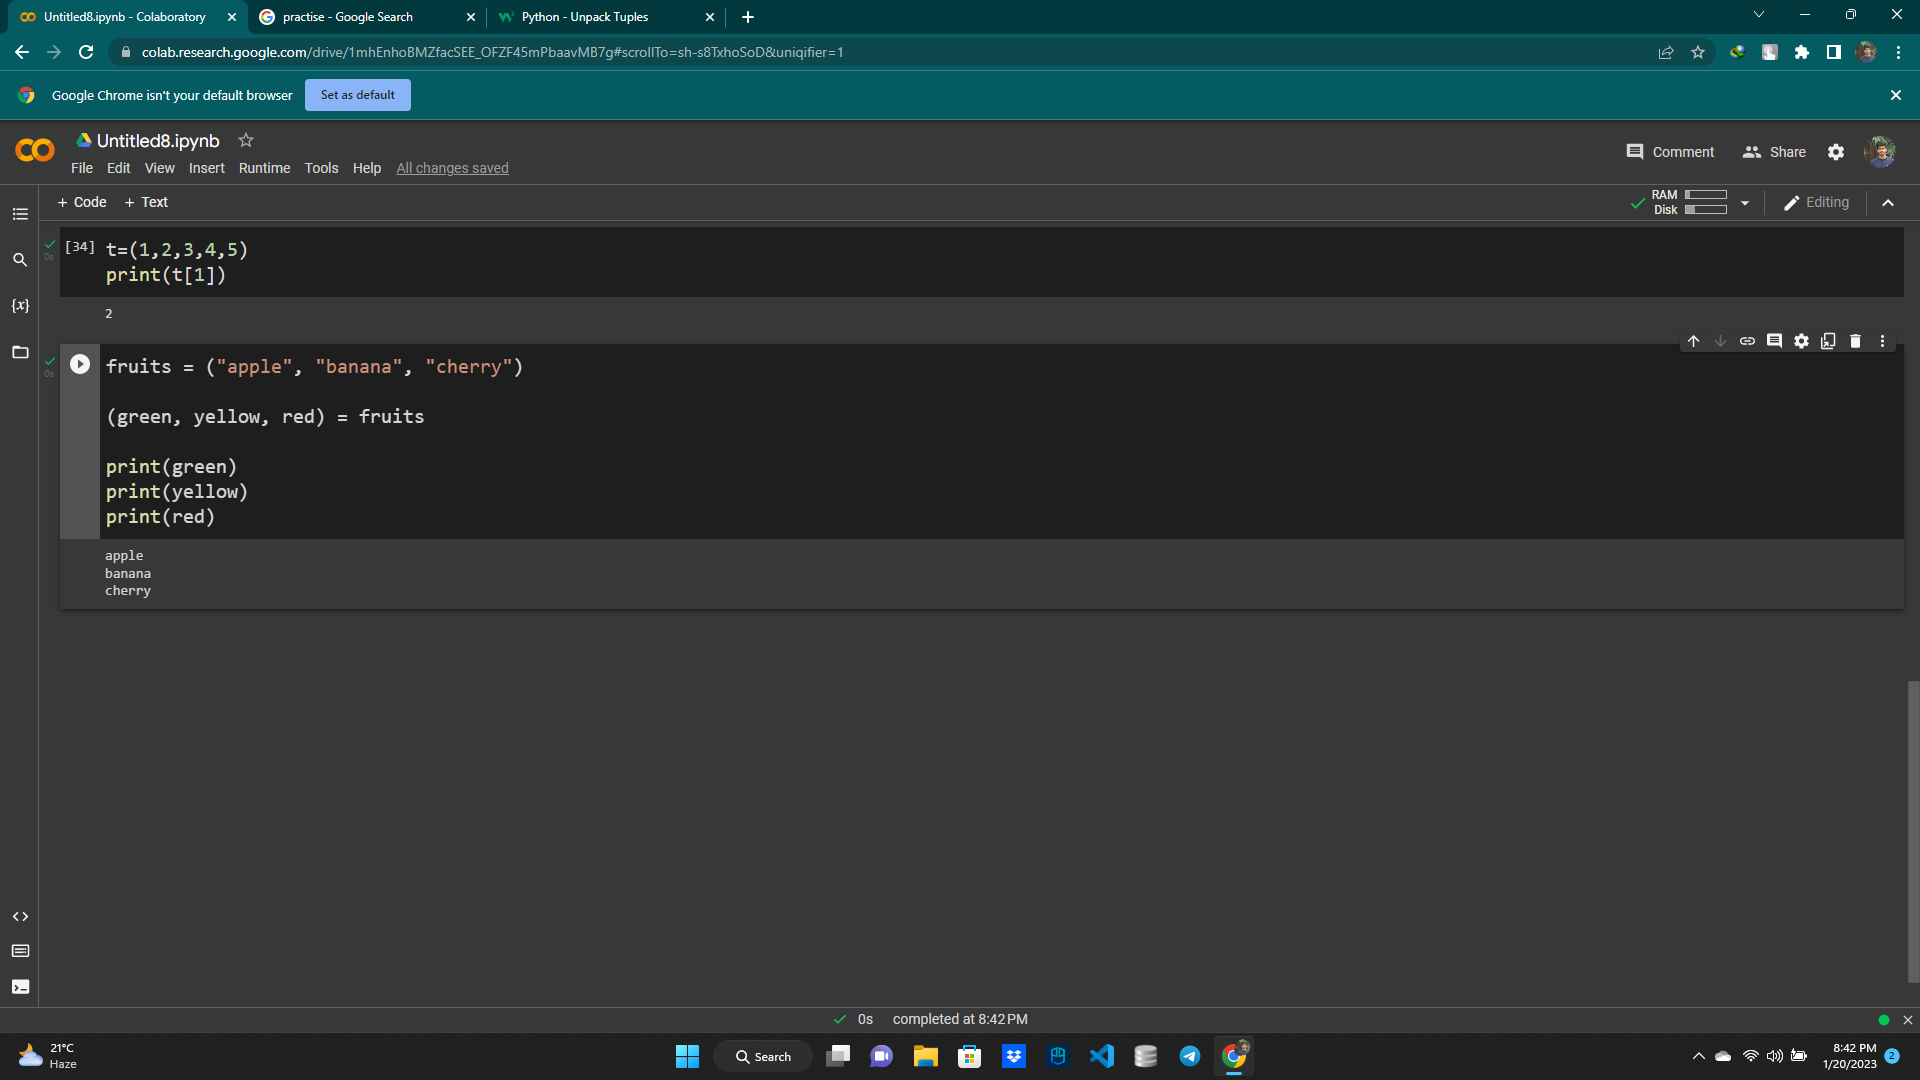 Untitled8.ipynb - Colaboratory
practise - Google Search
Python - Unpack Tuples
colab.research.google.com/drive/1mhEnhoBMZfacSEE_OFZF45mPbaavMB7g#scrollTo=sh-s8TxhoSoD&uniqifier=1
Google Chrome isn't your default browser
Set as default
Untitled8.ipynb
File Edit View Insert Runtime Tools Help All changes saved
Comment Share
+ Code + Text
RAM
Disk
Editing
[34] t=(1,2,3,4,5)
0s
print(t[1])
2
fruits = ("apple", "banana", "cherry")
0s
(green, yellow, red) = fruits
print(green)
print(yellow)
print(red)
apple
banana
cherry
0s completed at 8:42 PM
21°C
Haze
Search
8:42 PM
1/20/2023
2